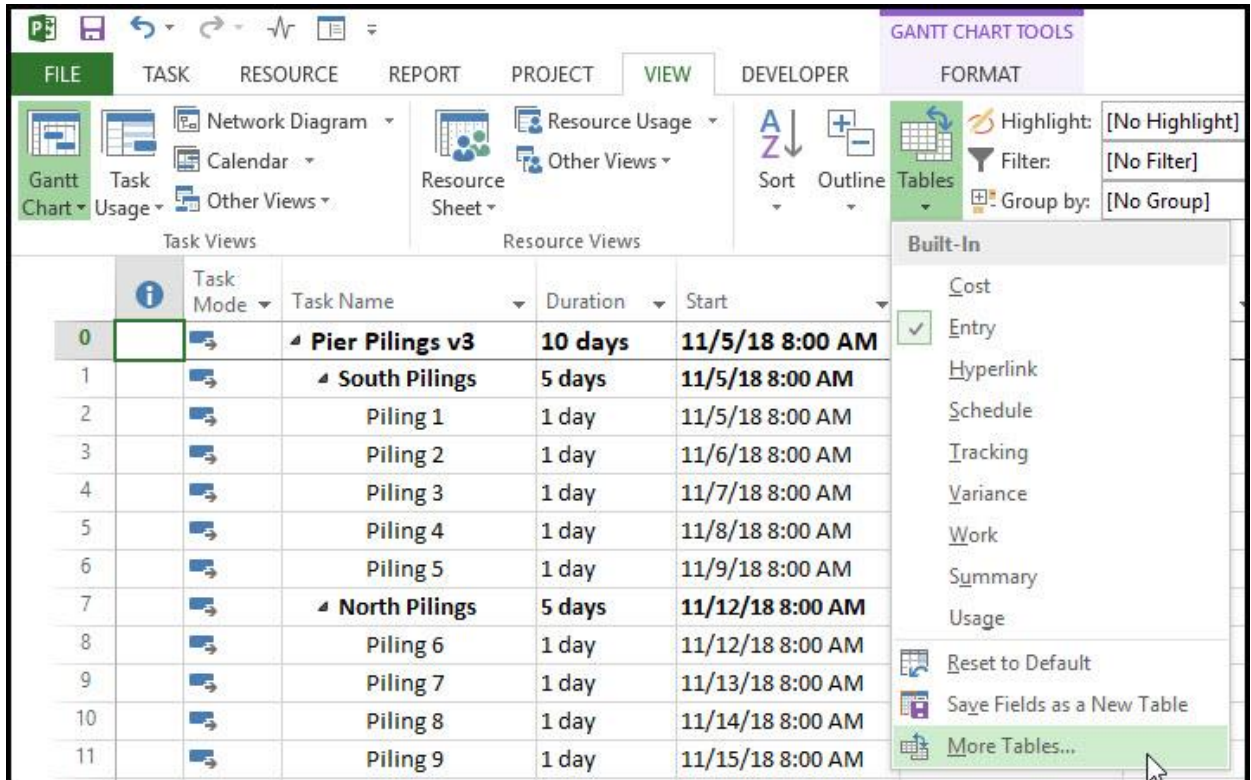 GANTT CHART TOOLS
FILE TASK RESOURCE REPORT PROJECT VIEW DEVELOPER FORMAT
Gantt Chart
Task Usage
Network Diagram
Calendar
Other Views
Task Views
Resource Sheet
Resource Usage
Other Views
Resource Views
Sort
Outline
Tables
Highlight: [No Highlight]
Filter: [No Filter]
Group by: [No Group]
Built-In
Cost
Entry
Hyperlink
Schedule
Tracking
Variance
Work
Summary
Usage
Reset to Default
Save Fields as a New Table
More Tables...
Task Mode Task Name Duration Start
0 Pier Pilings v3 10 days 11/5/18 8:00 AM
1 South Pilings 5 days 11/5/18 8:00 AM
2 Piling 1 1 day 11/5/18 8:00 AM
3 Piling 2 1 day 11/6/18 8:00 AM
4 Piling 3 1 day 11/7/18 8:00 AM
5 Piling 4 1 day 11/8/18 8:00 AM
6 Piling 5 1 day 11/9/18 8:00 AM
7 North Pilings 5 days 11/12/18 8:00 AM
8 Piling 6 1 day 11/12/18 8:00 AM
9 Piling 7 1 day 11/13/18 8:00 AM
10 Piling 8 1 day 11/14/18 8:00 AM
11 Piling 9 1 day 11/15/18 8:00 AM